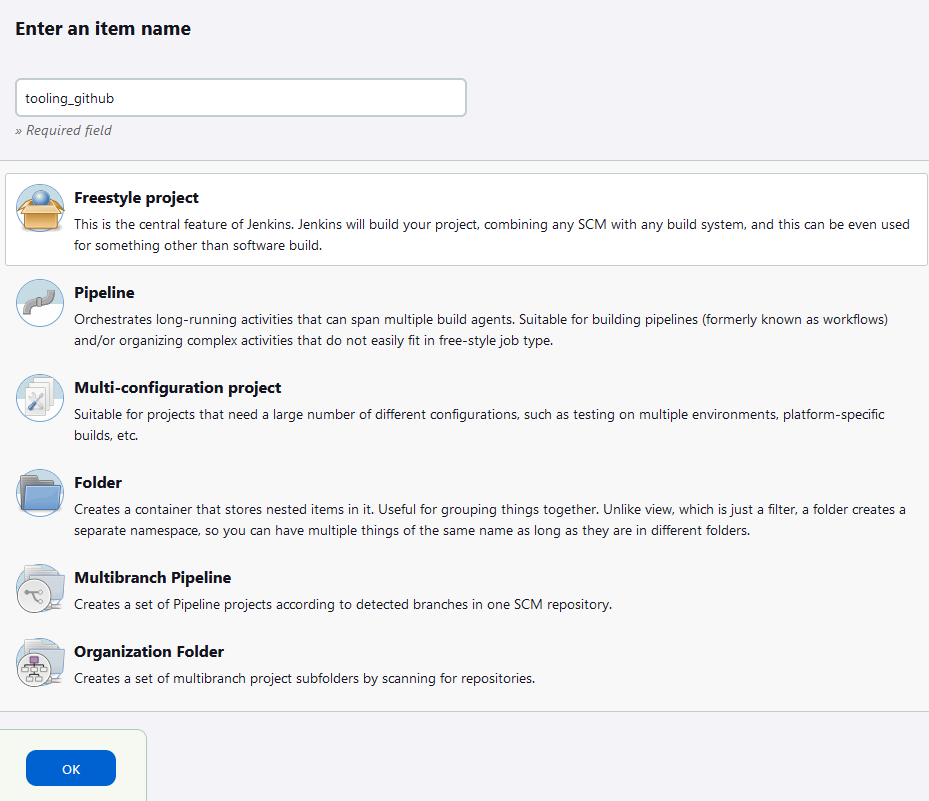 Enter an item name
tooling_github
» Required field
Freestyle project
This is the central feature of Jenkins. Jenkins will build your project, combining any SCM with any build system, and this can be even used
for something other than software build.
Pipeline
Orchestrates long-running activities that can span multiple build agents. Suitable for building pipelines (formerly known as workflows)
and/or organizing complex activities that do not easily fit in free-style job type.
Multi-configuration project
Suitable for projects that need a large number of different configurations, such as testing on multiple environments, platform-specific
builds, etc.
Folder
Creates a container that stores nested items in it. Useful for grouping things together. Unlike view, which is just a filter, a folder creates a
separate namespace, so you can have multiple things of the same name as long as they are in different folders.
Multibranch Pipeline
Creates a set of Pipeline projects according to detected branches in one SCM repository.
Organization Folder
Creates a set of multibranch project subfolders by scanning for repositories.
OK